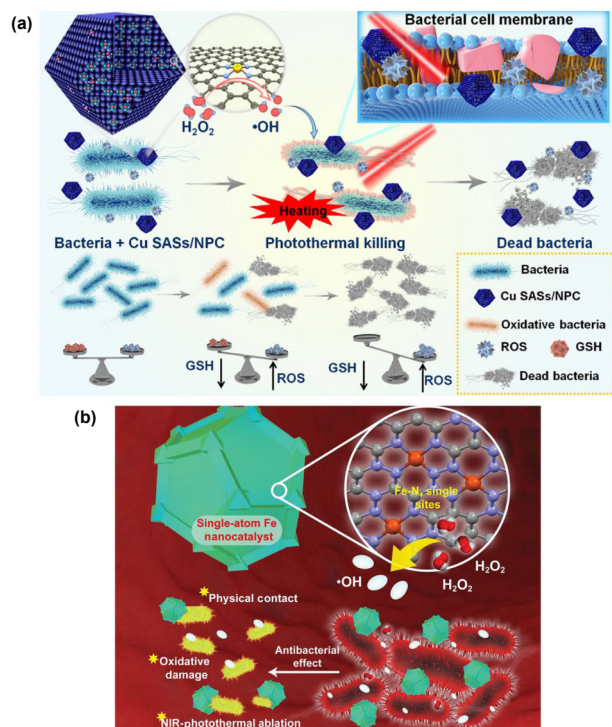 (a)
Bacterial cell membrane
H₂O₂
•OH
Heating
Bacteria + Cu SASs/NPC
Photothermal killing
Dead bacteria
Bacteria
Cu SASs/NPC
Oxidative bacteria
ROS
GSH
Dead bacteria
GSH
ROS
GSH
ROS
(b)
Single-atom Fe
nanocatalyst
Fe-N₄ single
sites
H₂O₂
H₂O₂
•OH
Physical contact
Oxidative
damage
Antibacterial
effect
NIR-photothermal ablation